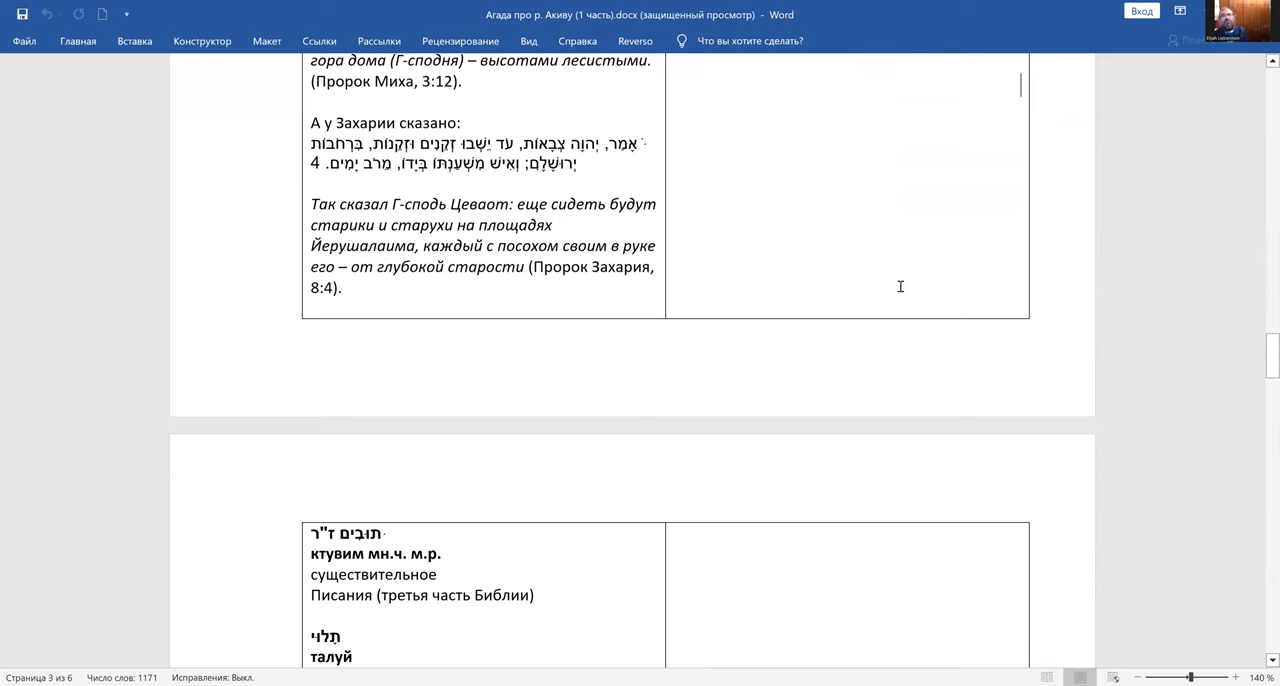 Агада про р. Акиву (1 часть).docx (защищенный просмотр) - Word
Вход
Файл Главная Вставка Конструктор Макет Ссылки Рассылки Рецензирование Вид Справка Reverso Что вы хотите сделать?
гора дома (Г-сподня) – высотами лесистыми.
(Пророк Миха, 3:12).
А у Захарии сказано:
אָמַר, יְהוָה צְבָאוֹת, עֹד יֵשְׁבוּ זְקֵנִים וּזְקֵנוֹת, בִּרְחֹבוֹת
יְרוּשָׁלִָם; וְאִישׁ מִשְׁעַנְתּוֹ בְּיָדוֹ, מֵרֹב יָמִים. 4
Так сказал Г-сподь Цеваот: еще сидеть будут
старики и старухи на площадях
Йерушалаима, каждый с посохом своим в руке
его – от глубокой старости (Пророк Захария,
8:4).
תוּבִים ז"ר
ктувим мн.ч. м.р.
существительное
Писания (третья часть Библии)
תָלוּי
талуй
Страница 3 из 6 Число слов: 1171 Исправления: Выкл. 140 %